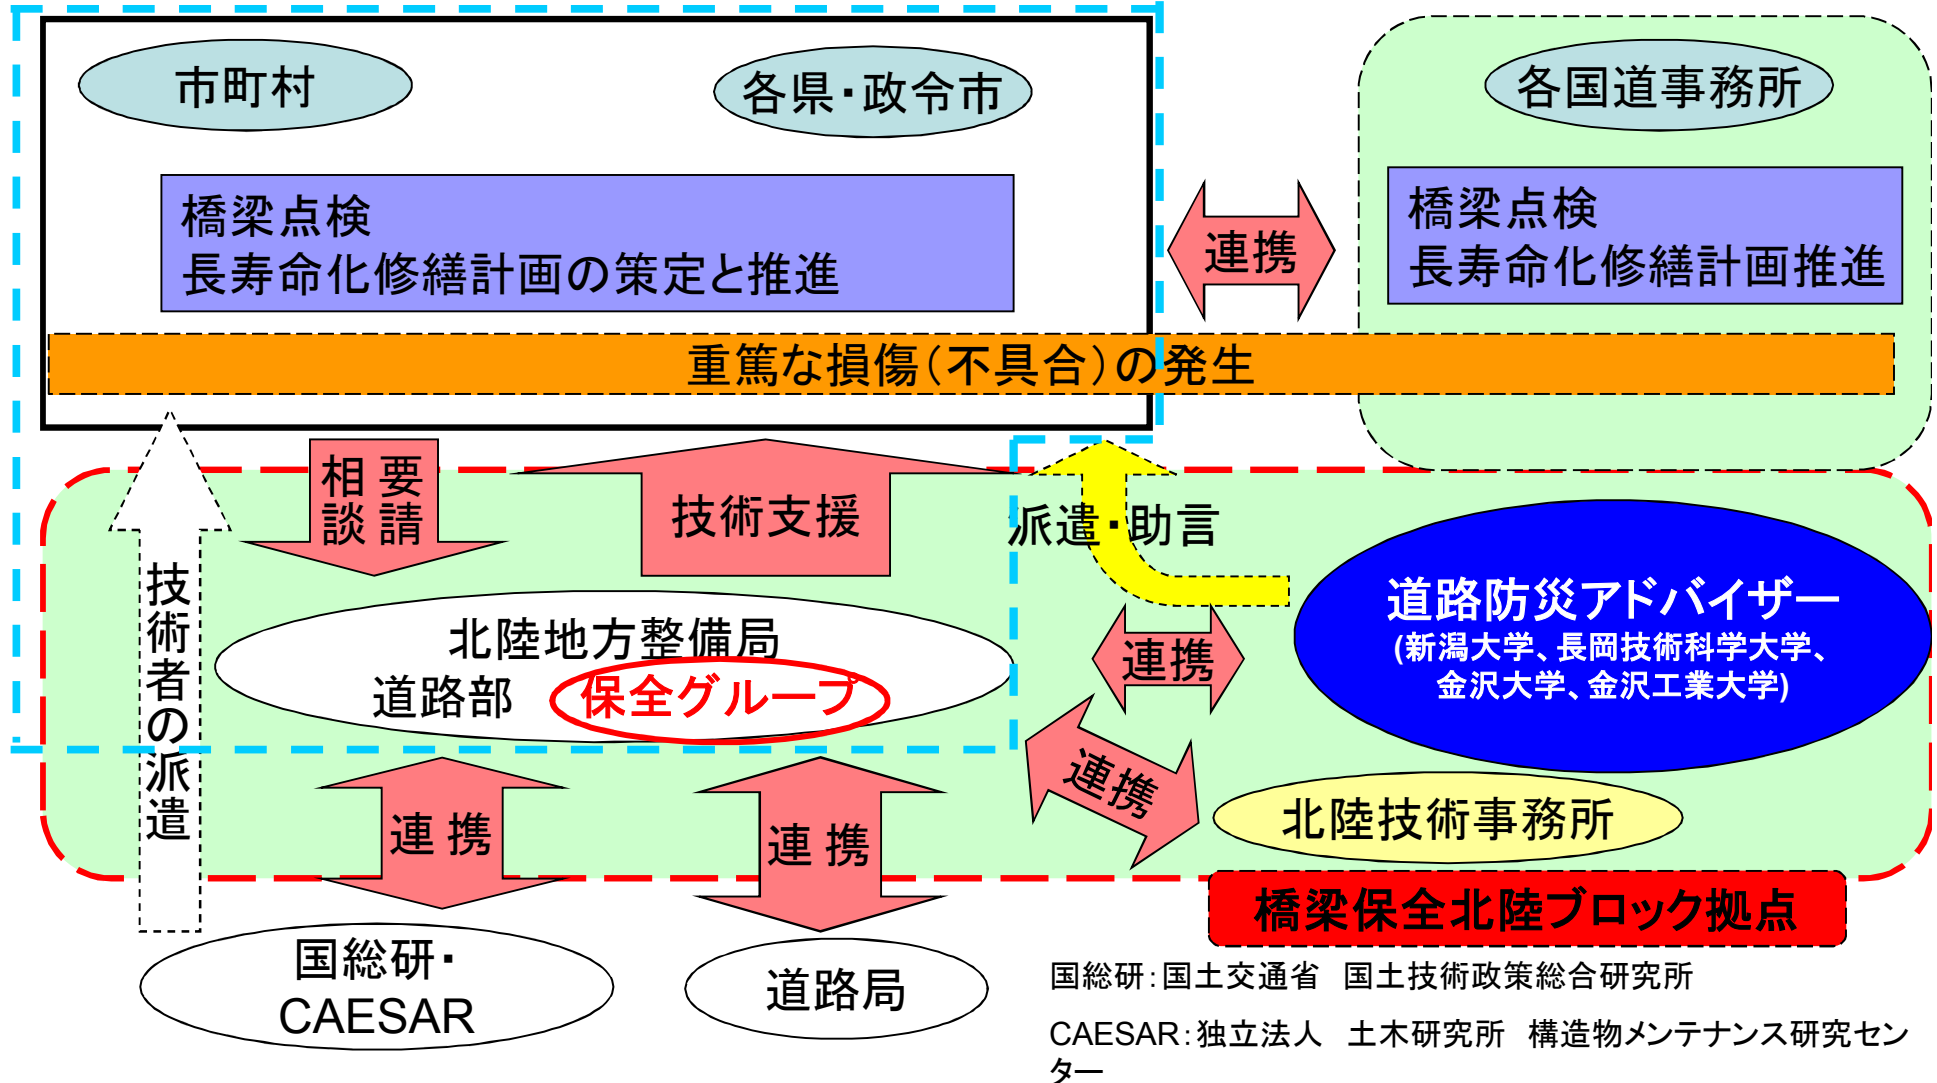 市町村
各県・政令市
各国道事務所
橋梁点検
長寿命化修繕計画の策定と推進
連携
橋梁点検
長寿命化修繕計画推進
重篤な損傷（不具合）の発生
相談
要請
技術支援
派遣・助言
技術者の派遣
北陸地方整備局
道路部
保全グループ
連携
道路防災アドバイザー
(新潟大学、長岡技術科学大学、
金沢大学、金沢工業大学)
連携
北陸技術事務所
連 携
連 携
橋梁保全北陸ブロック拠点
国総研・
CAESAR
道路局
国総研：国土交通省　国土技術政策総合研究所
CAESAR：独立法人　土木研究所　構造物メンテナンス研究セン
ター